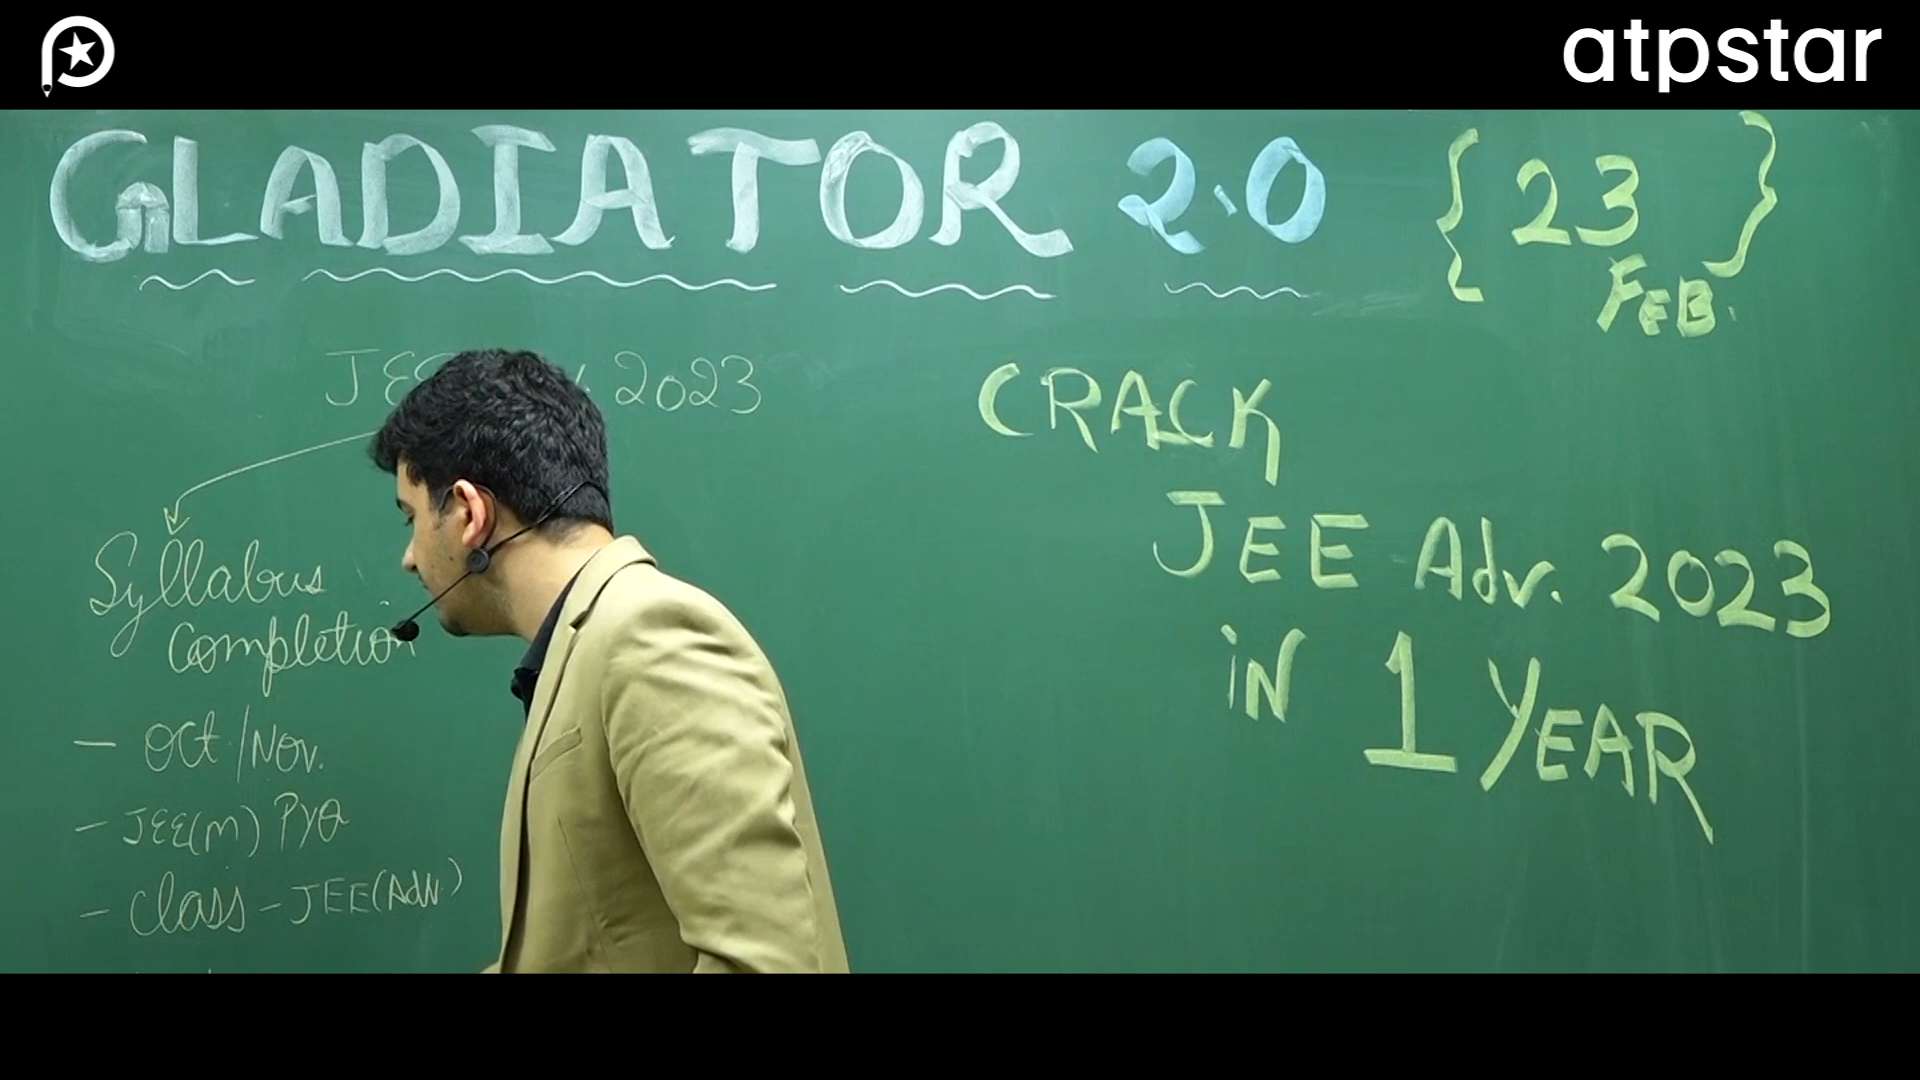 atpstar
GLADIATOR 2.0 { 23 }
FEB.
2023
CRACK
JEE Adv. 2023
iN 1 YEAR
Syllabus
Completion
- Oct/Nov.
- JEE(M) PYQ
- Class - JEE(Adv.)